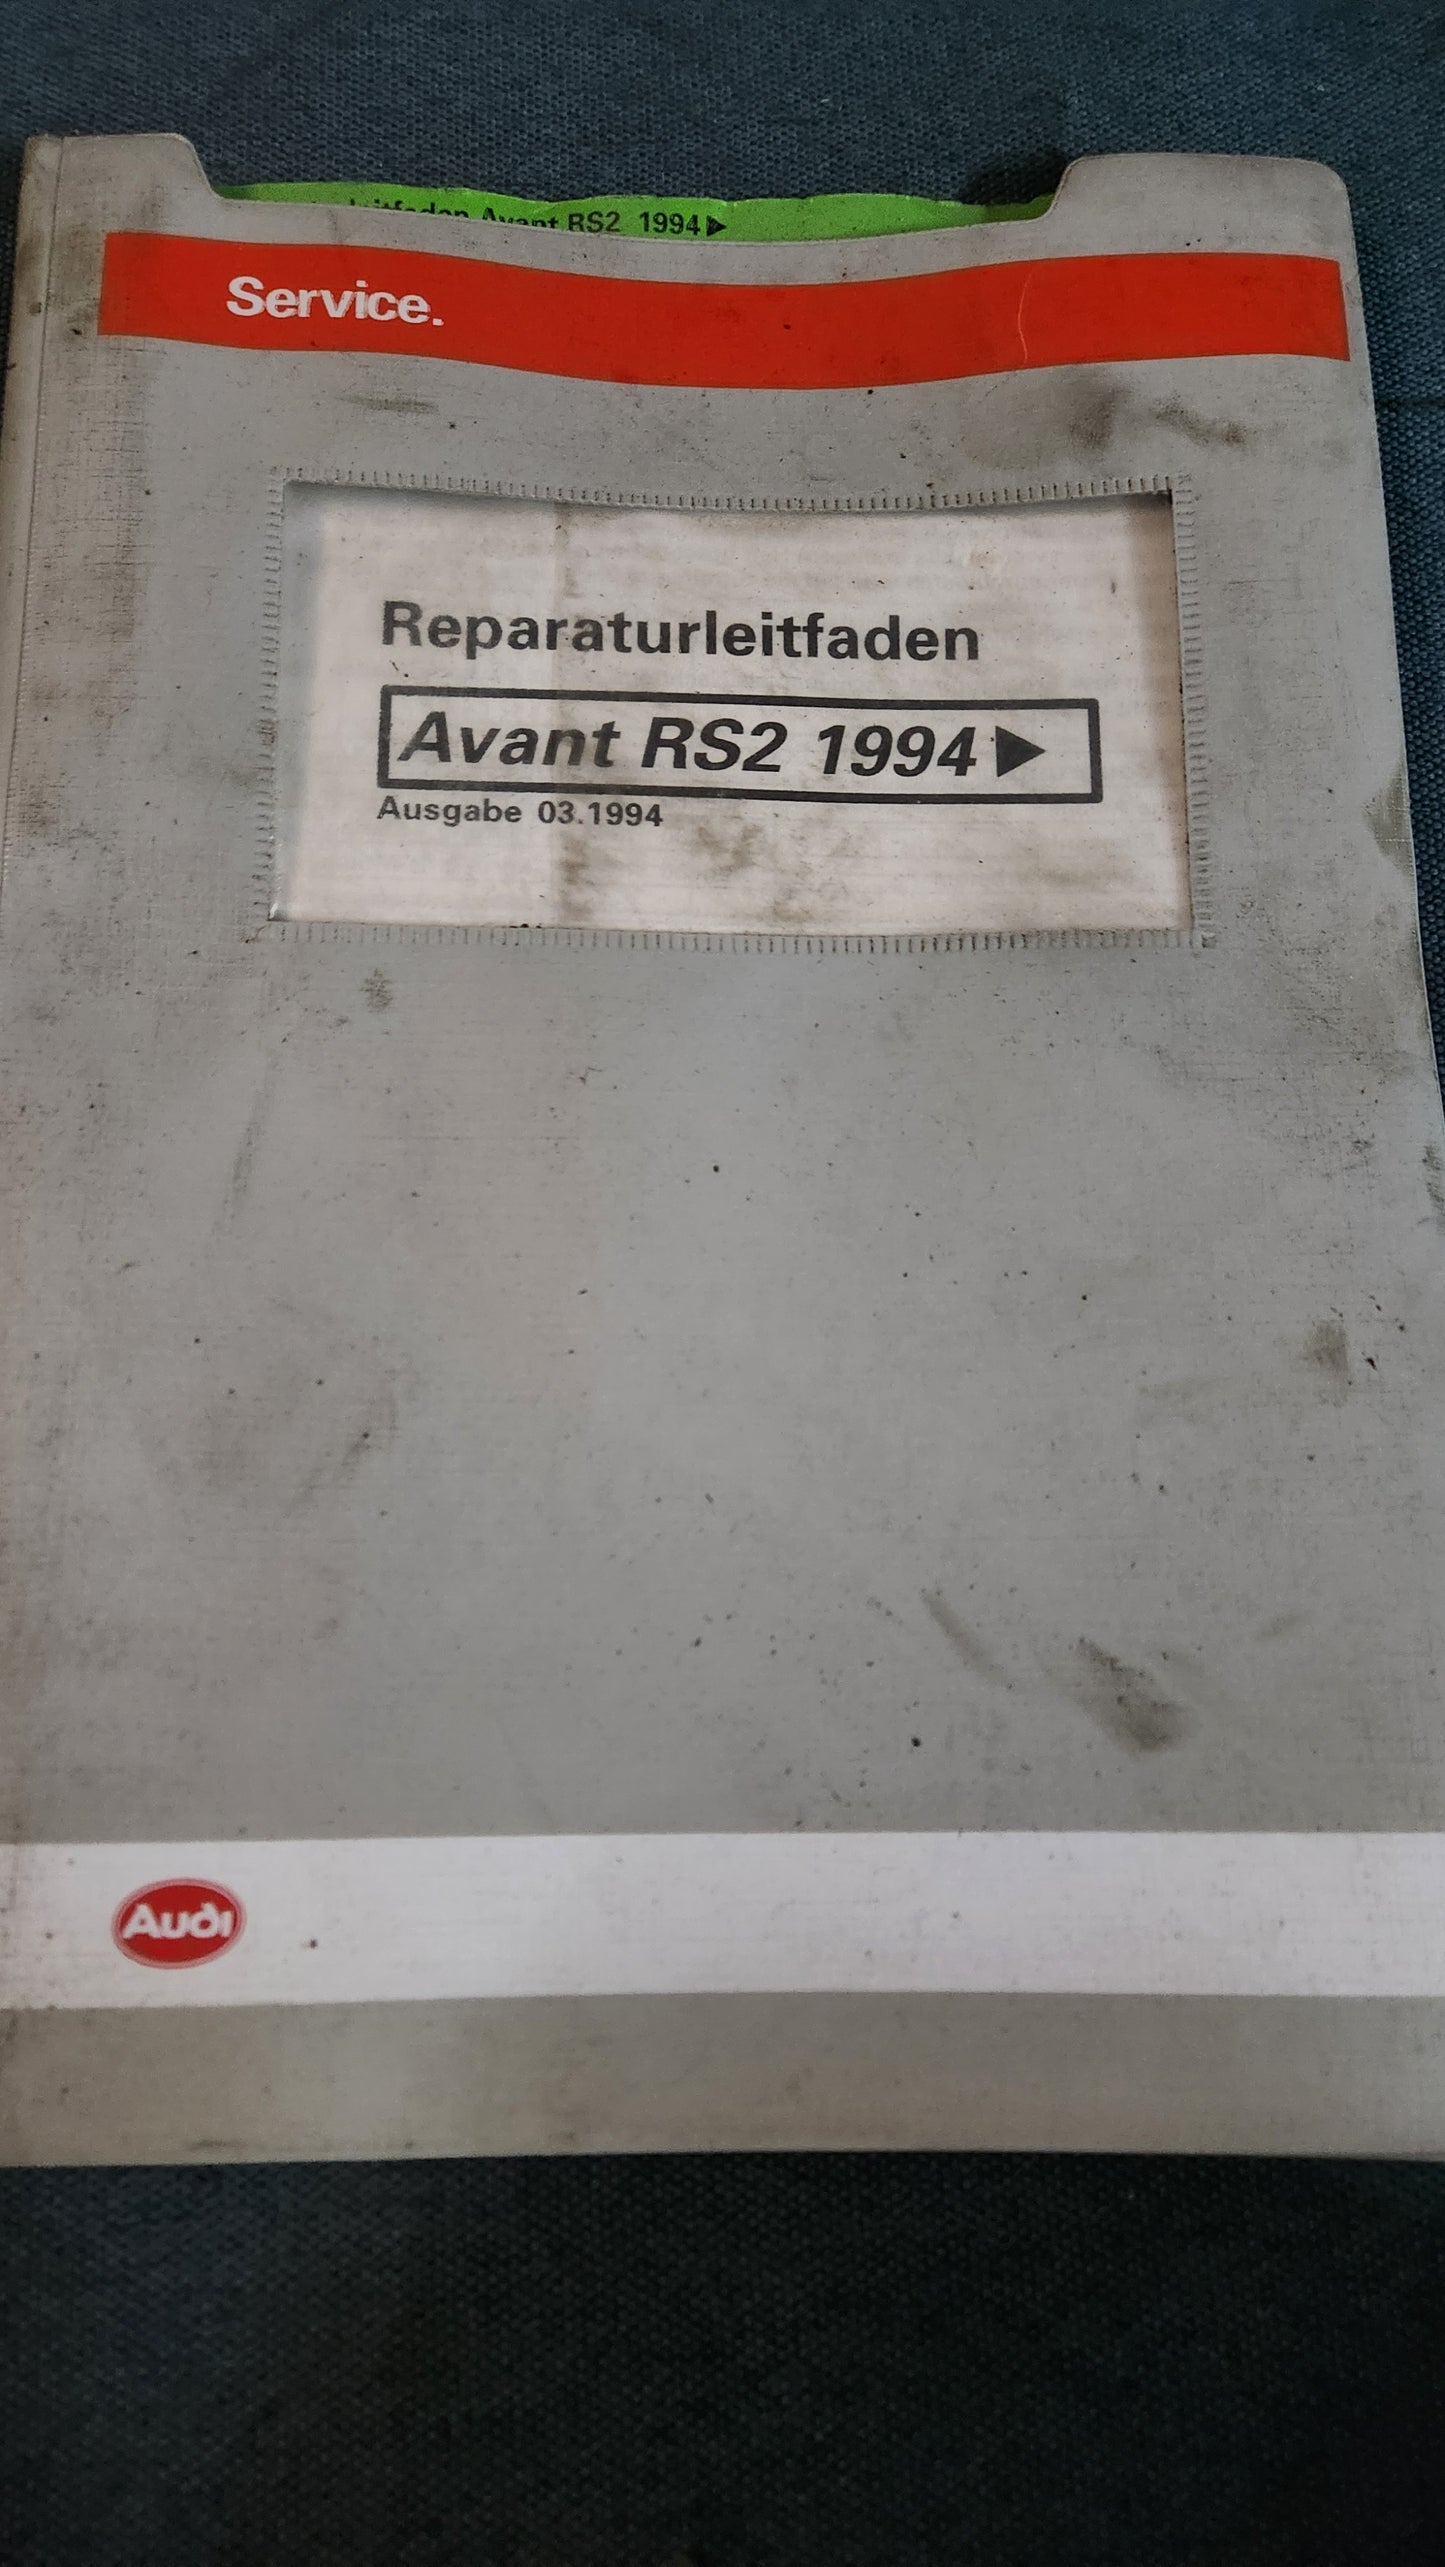 Avant RS2 1994▶
Service.
Reparaturleitfaden
Avant RS2 1994▶
Ausgabe 03.1994
Audi